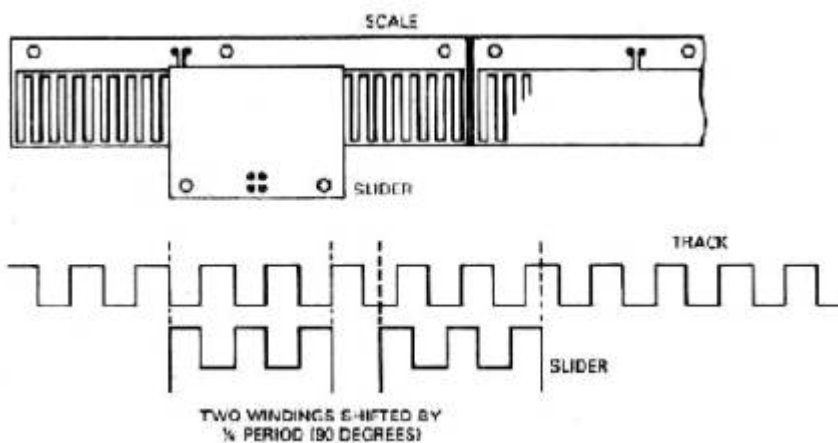 SCALE
SLIDER
TRACK
SLIDER
TWO WINDINGS SHIFTED BY
¼ PERIOD (90 DEGREES)